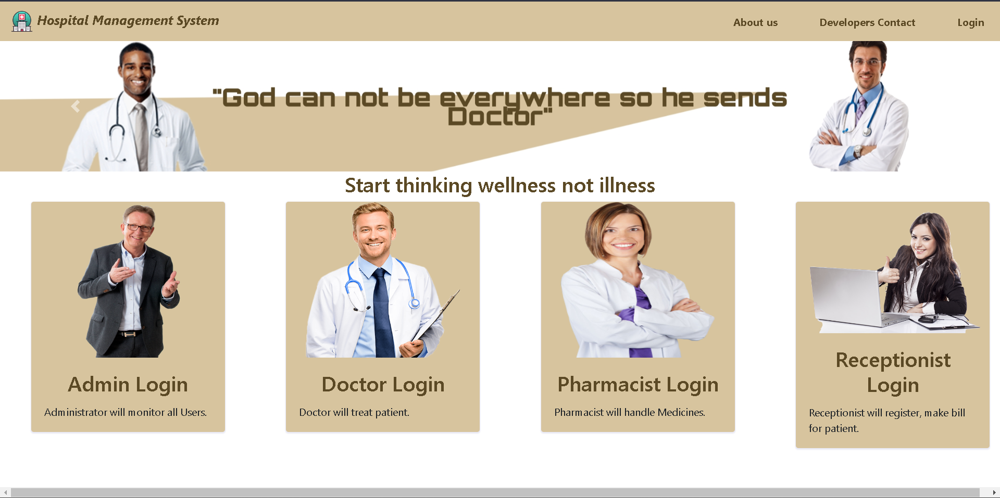 Hospital Management System
About us
Developers Contact
Login
"God can not be everywhere so he sends
Doctor"
Start thinking wellness not illness
Admin Login
Administrator will monitor all Users.
Doctor Login
Doctor will treat patient.
Pharmacist Login
Pharmacist will handle Medicines.
Receptionist
Login
Receptionist will register, make bill
for patient.